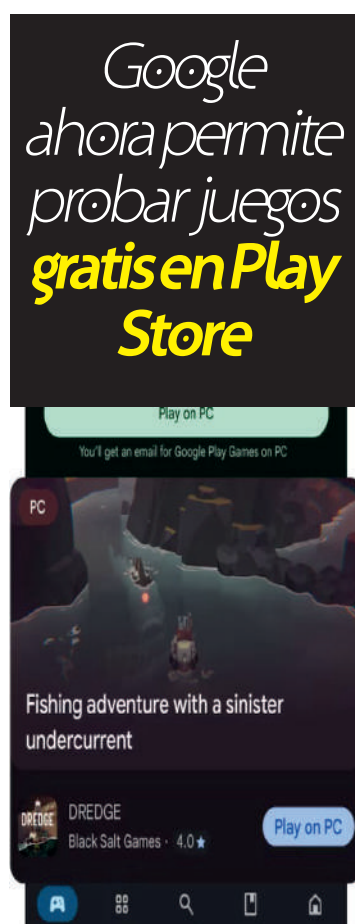 Google
ahora permite
probar juegos
gratis en Play
Store
Play on PC
You'll get an email for Google Play Games on PC
PC
Fishing adventure with a sinister
undercurrent
DREDGE
DREDGE
Black Salt Games · 4.0★
Play on PC